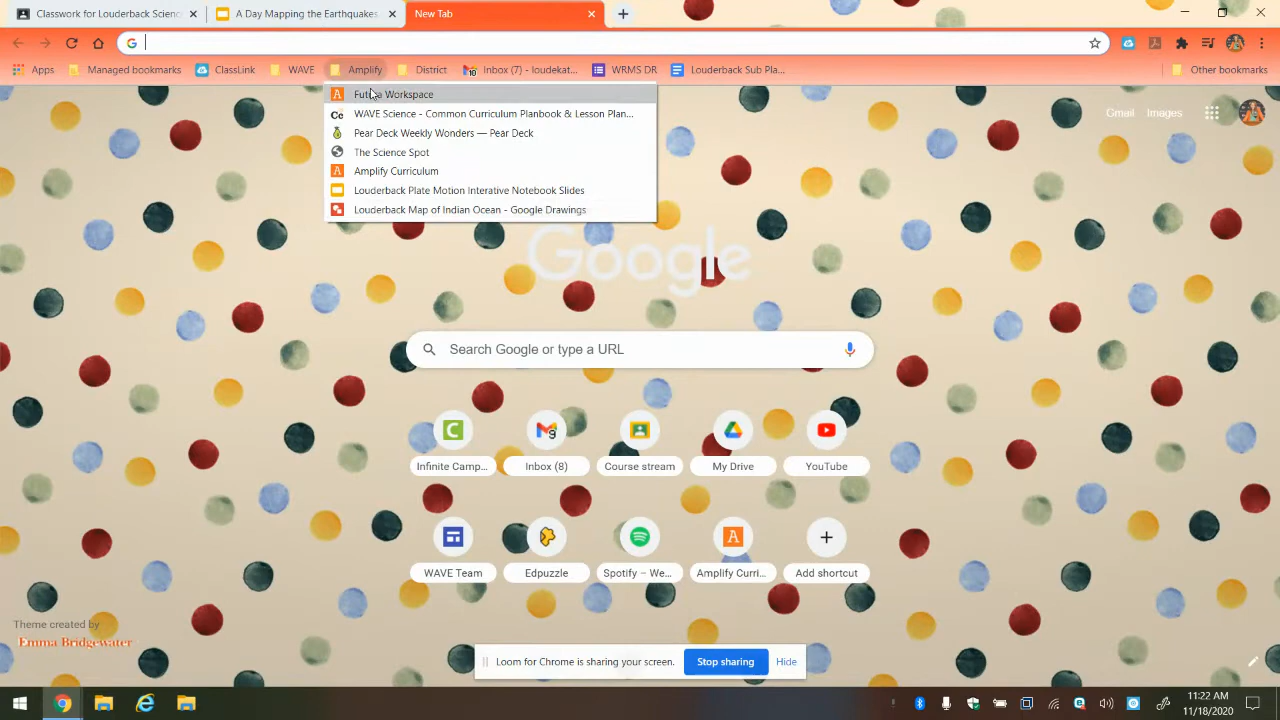 Classwork for Louderback Scienc
A Day Mapping the Earthquakes
New Tab
Apps
Managed bookmarks
ClassLink
WAVE
Amplify
District
Inbox (7) - loudekat...
WRMS DR
Louderback Sub Pla...
Other bookmarks
Workspace
WAVE Science - Common Curriculum Planbook & Lesson Plan...
Pear Deck Weekly Wonders — Pear Deck
The Science Spot
Amplify Curriculum
Louderback Plate Motion Interative Notebook Slides
Louderback Map of Indian Ocean - Google Drawings
Gmail
Images
Google
Search Google or type a URL
Infinite Camp...
Inbox (8)
Course stream
My Drive
YouTube
WAVE Team
Edpuzzle
Spotify – We...
Amplify Curri...
Add shortcut
Theme created by
Emma Bridgewater
Loom for Chrome is sharing your screen.
Stop sharing
Hide
11:22 AM
11/18/2020